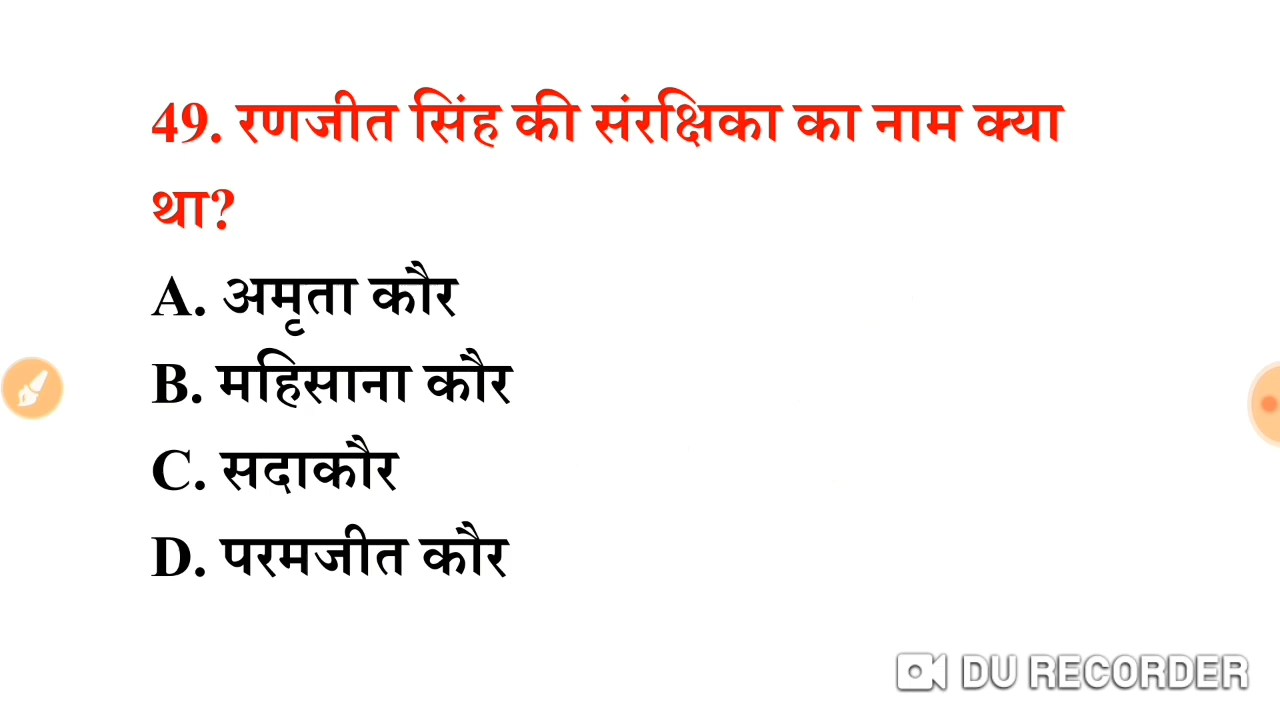 49. रणजीत सिंह की संरक्षिका का नाम क्या
था?
A. अमृता कौर
B. महिसाना कौर
C. सदाकौर
D. परमजीत कौर
DU RECORDER